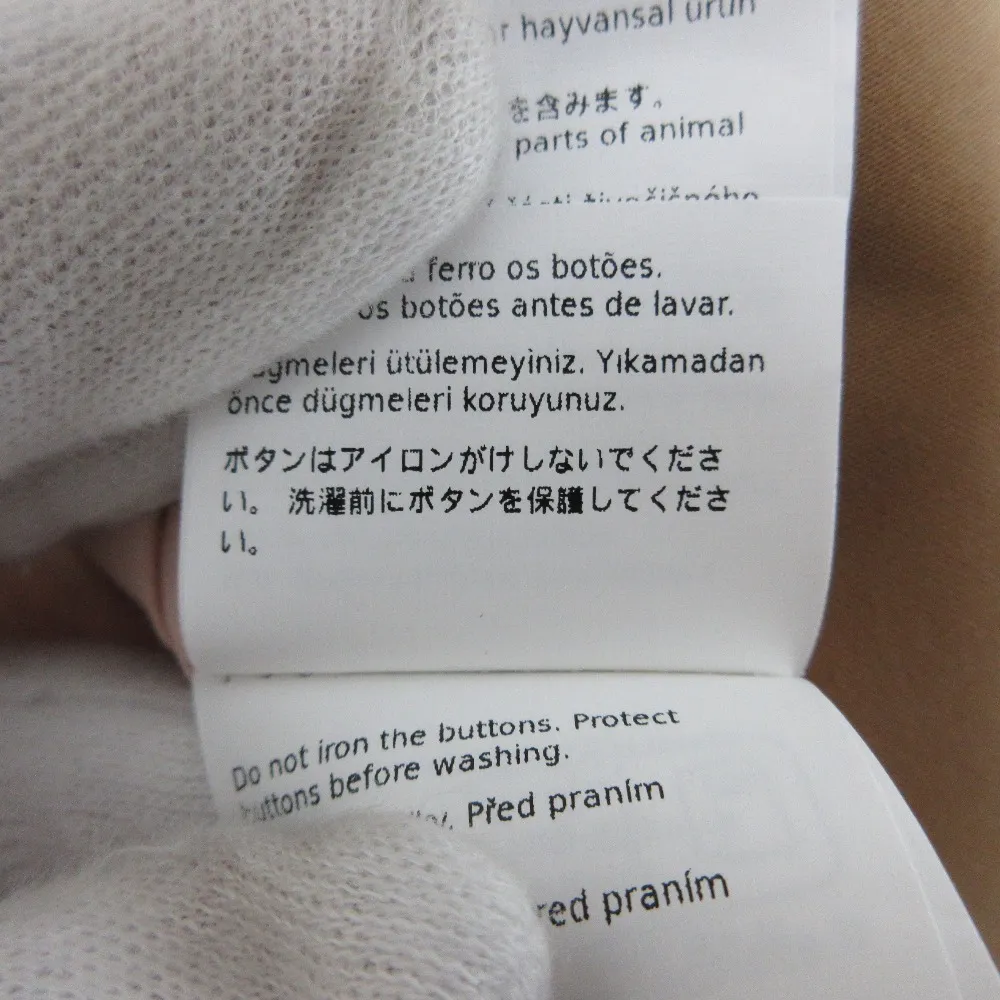 hayvansal ürün
を含みます。
parts of animal
ferro os botões.
os botões antes de lavar.
ütülemeyiniz. Yıkamadan
önce düğmeleri koruyunuz.
ボタンはアイロンがけしないでくださ
い。 洗濯前にボタンを保護してくださ
い。
Do not iron the buttons. Protect
buttons before washing.
Před praním
praním